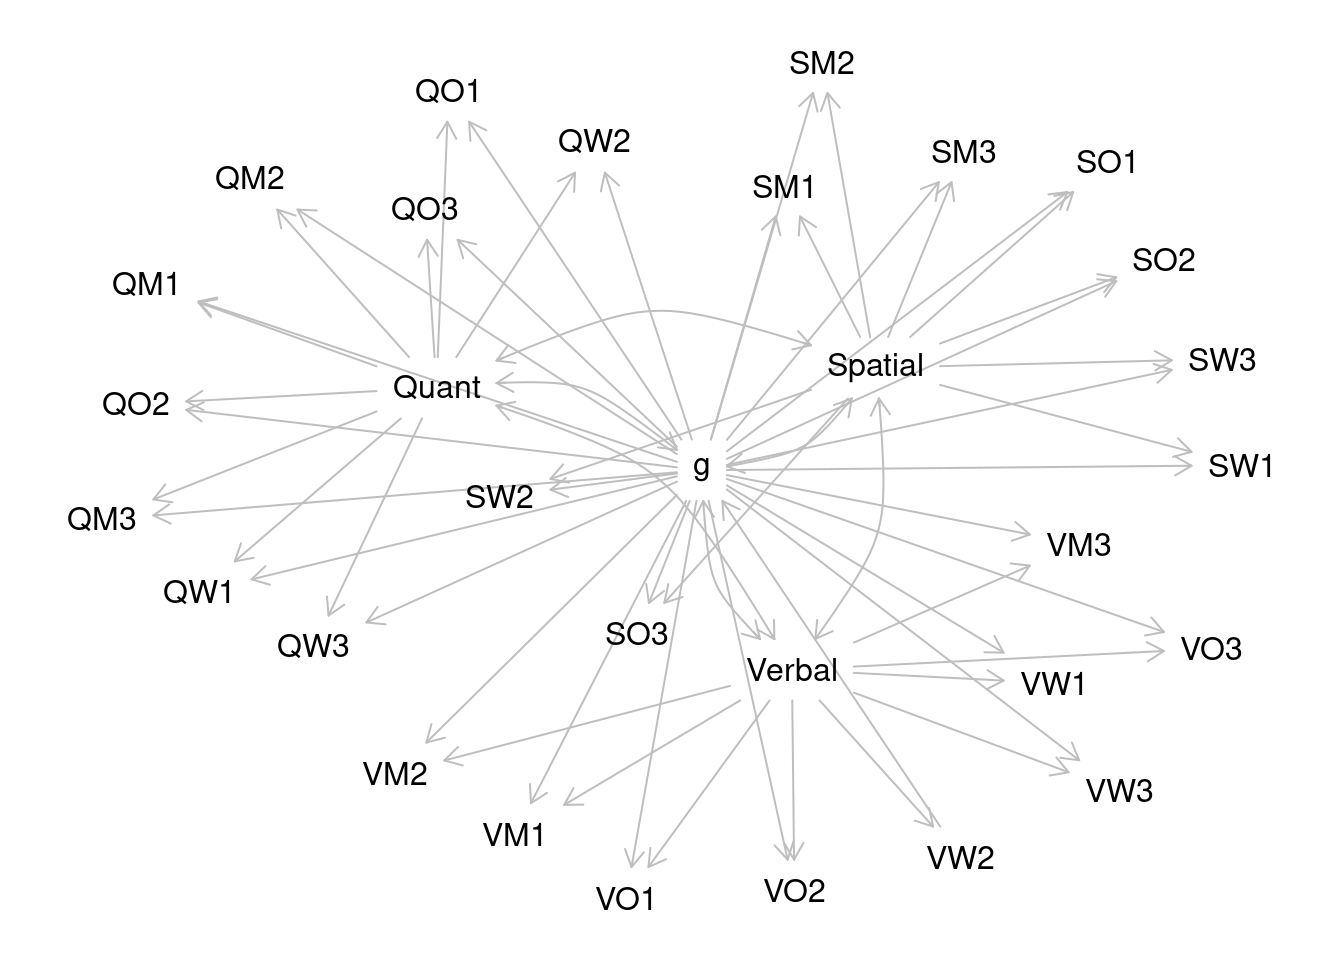 SM2
QO1
QW2
SM3
SO1
QM2
SM1
QO3
SO2
QM1
Spatial
SW3
Quant
QO2
g
SW1
SW2
QM3
VM3
QW1
SO3
QW3
VO3
Verbal
VW1
VM2
VW3
VM1
VW2
VO2
VO1